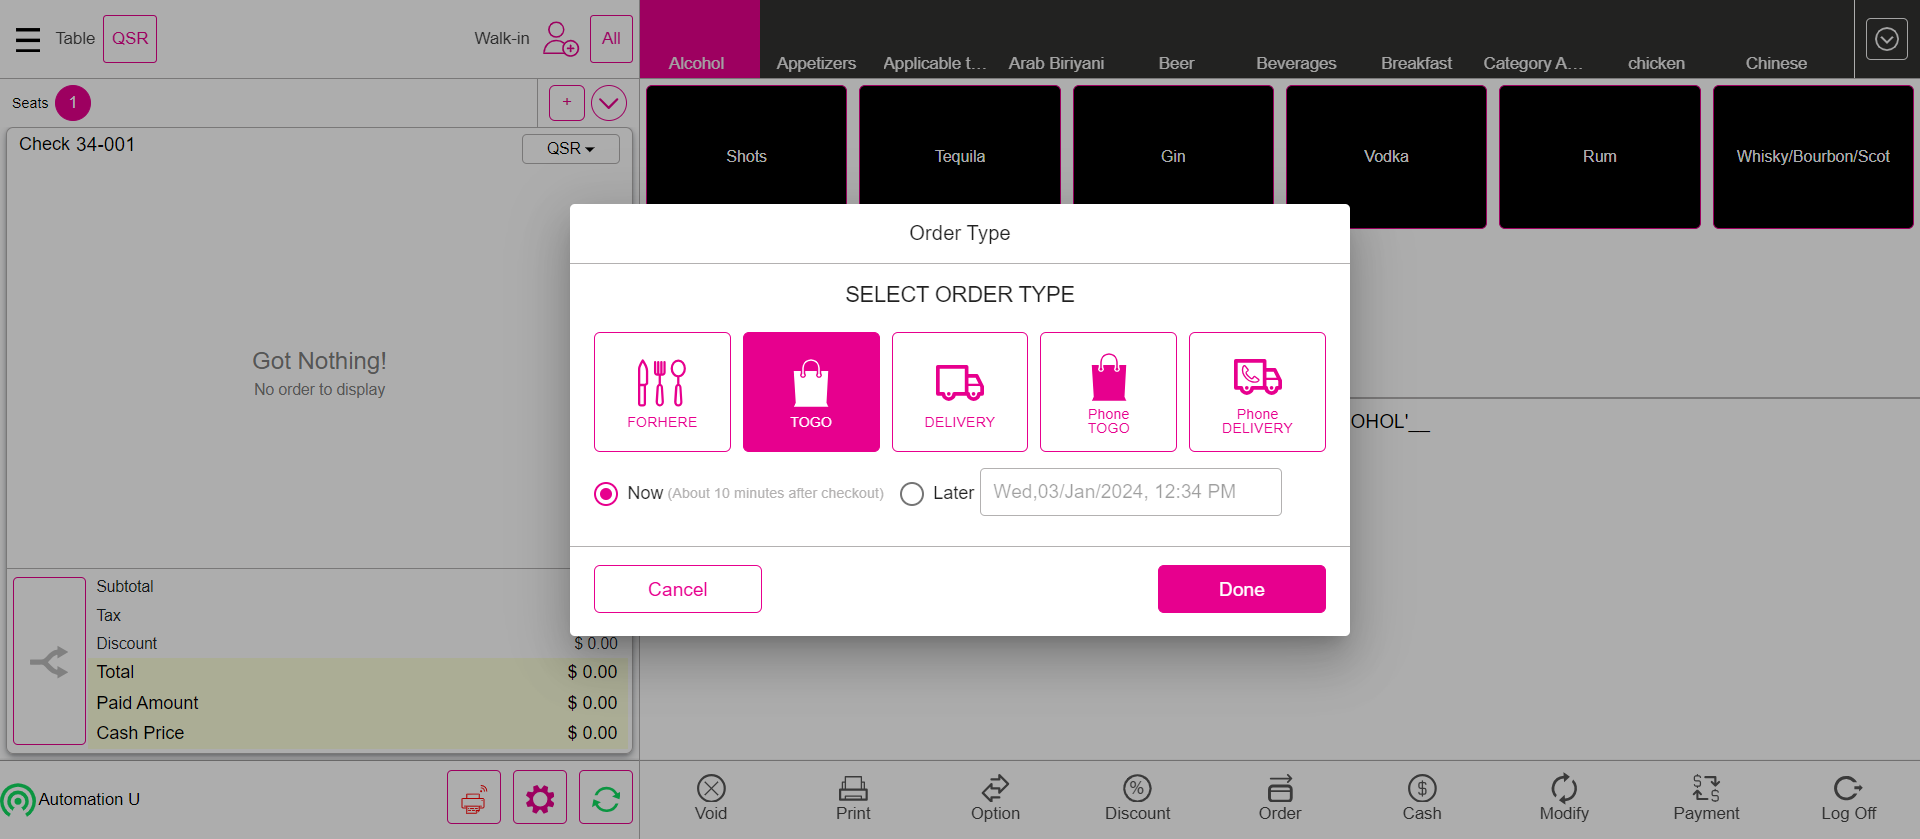 Table
QSR
Walk-in
All
Alcohol
Appetizers
Applicable t...
Arab Biriyani
Beer
Beverages
Breakfast
Category A...
chicken
Chinese
Seats
1
+
Check 34-001
QSR
Shots
Tequila
Gin
Vodka
Rum
Whisky/Bourbon/Scot
Got Nothing!
No order to display
Order Type
SELECT ORDER TYPE
FORHERE
TOGO
DELIVERY
Phone
TOGO
Phone
DELIVERY
OHOL'__
Now (About 10 minutes after checkout)
Later
Wed,03/Jan/2024, 12:34 PM
Cancel
Done
Subtotal
Tax
Discount
$ 0.00
Total
$ 0.00
Paid Amount
$ 0.00
Cash Price
$ 0.00
Automation U
Void
Print
Option
Discount
Order
Cash
Modify
Payment
Log Off